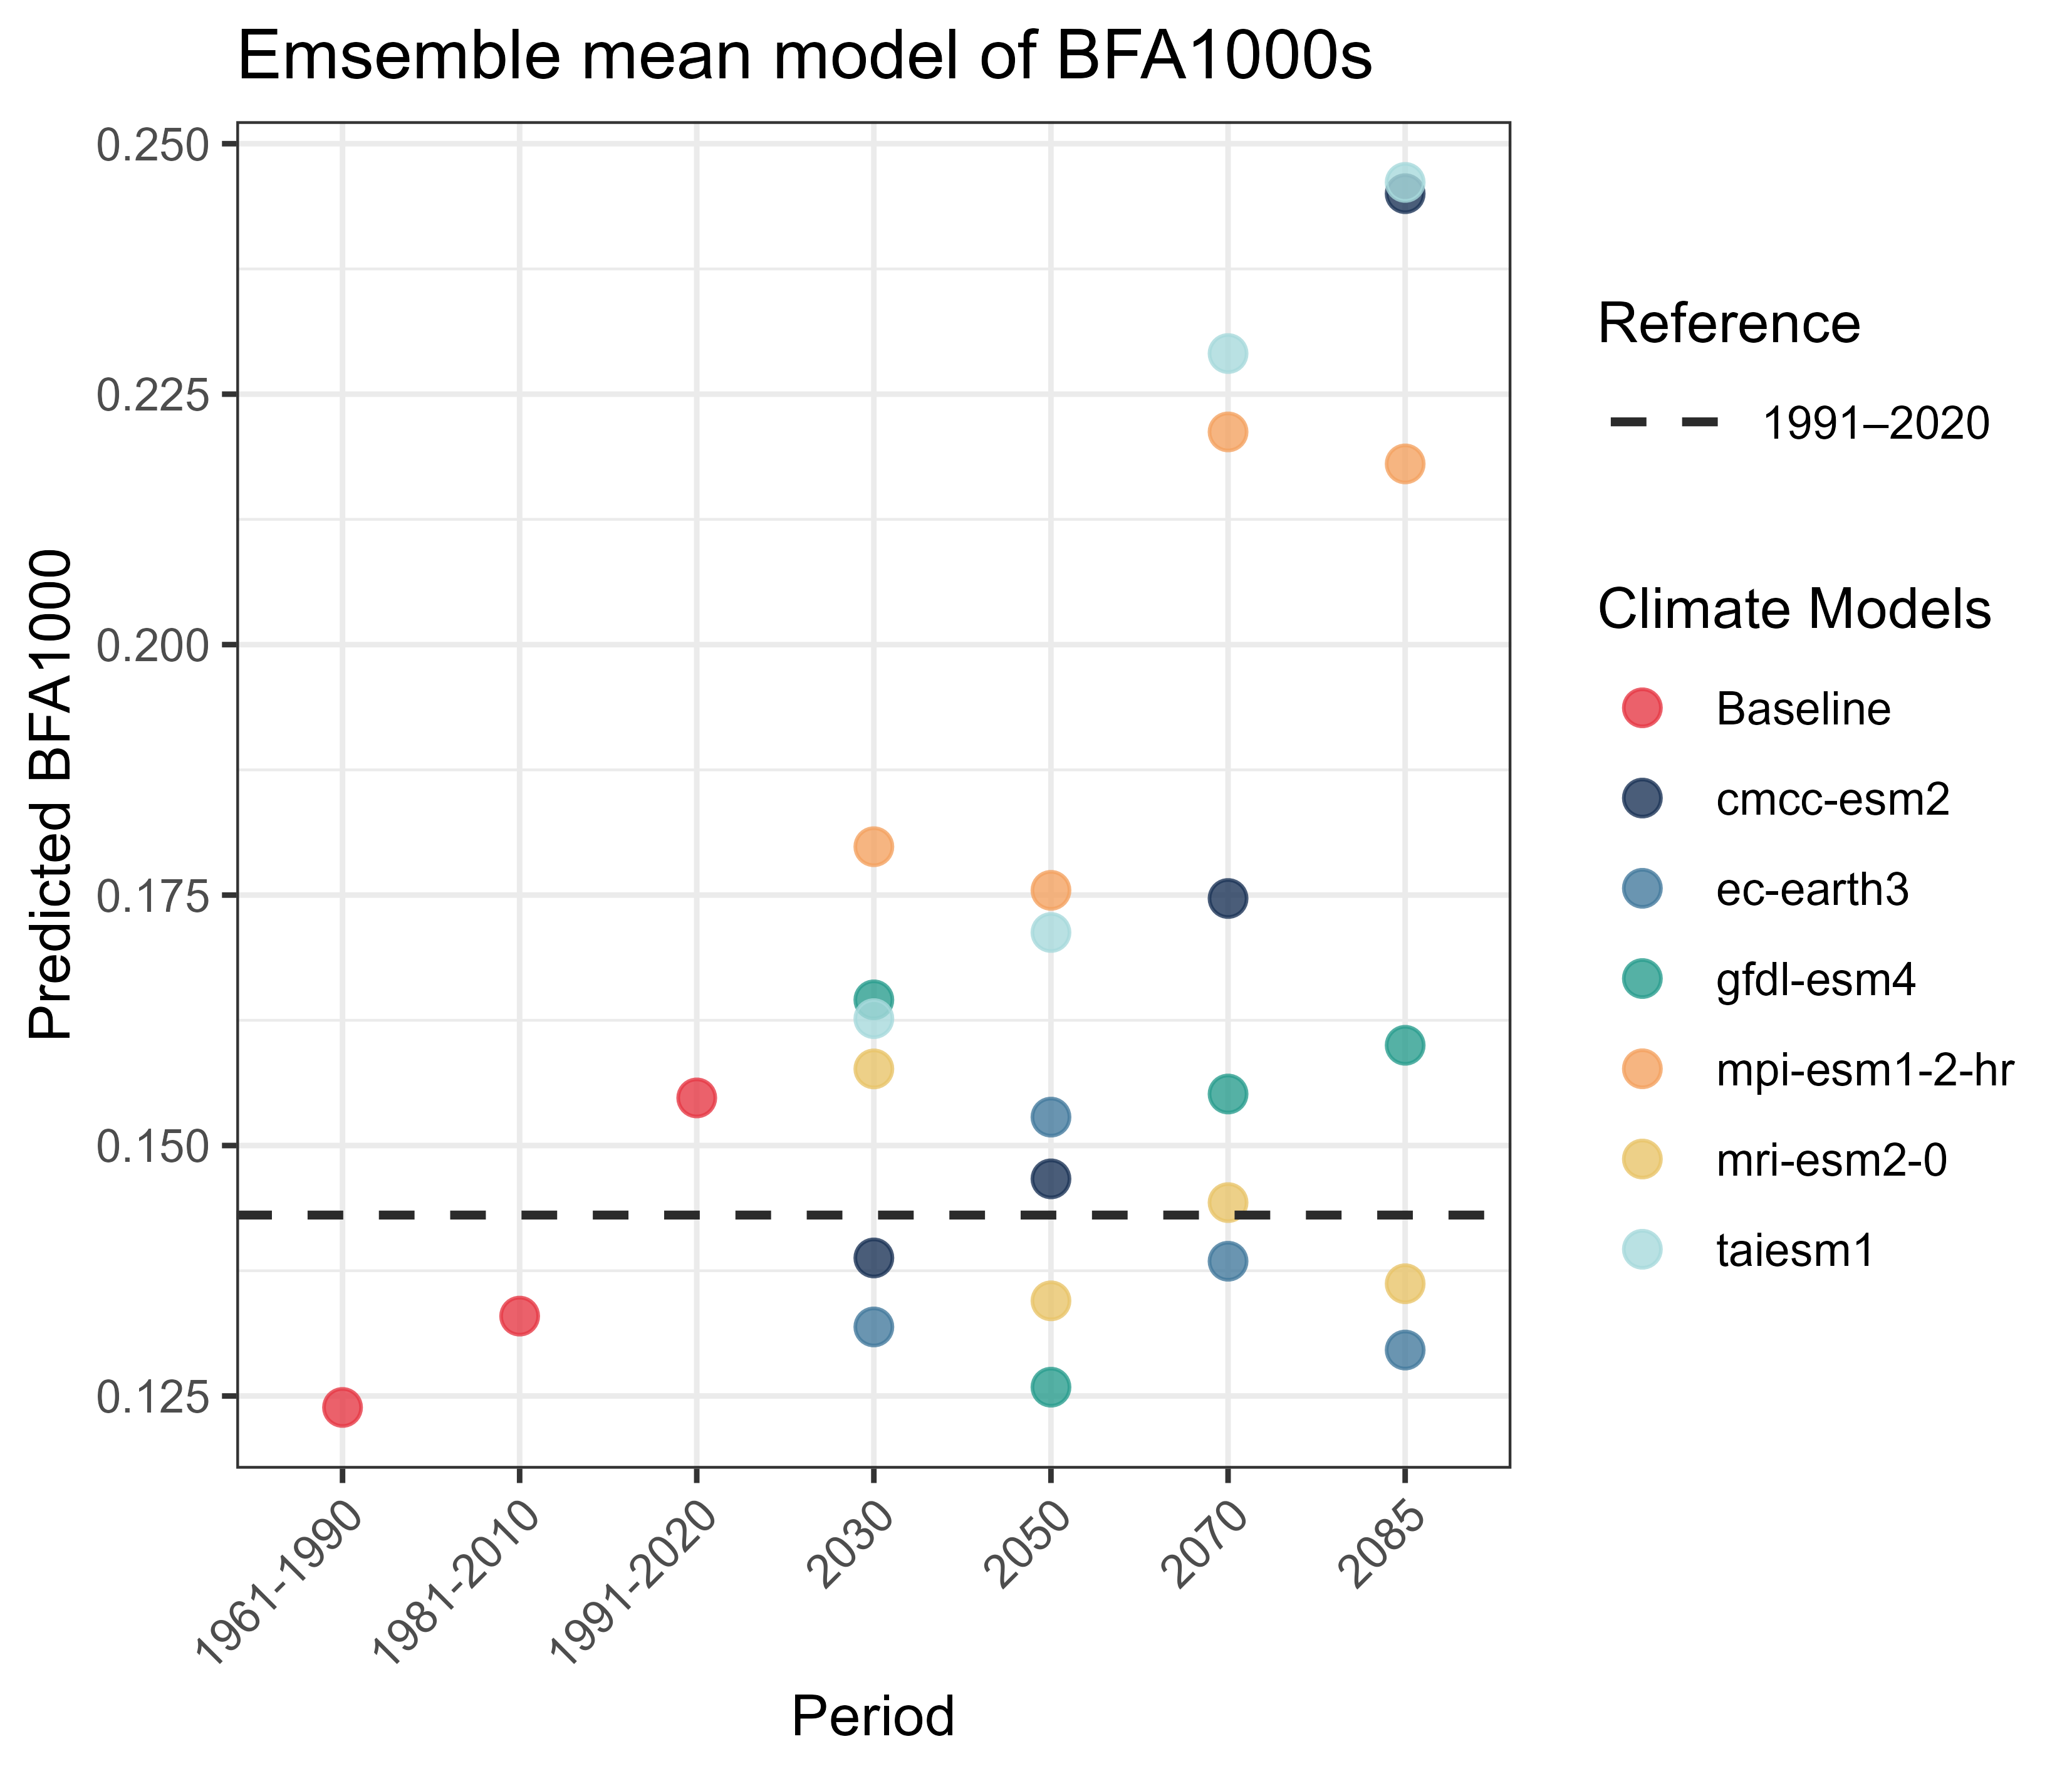 Emsemble mean model of BFA1000s
Predicted BFA1000
0.250
0.225
0.200
0.175
0.150
0.125
1961-1990
1981-2010
1991-2020
2030
2050
2070
2085
Period
Reference
1991–2020
Climate Models
Baseline
cmcc-esm2
ec-earth3
gfdl-esm4
mpi-esm1-2-hr
mri-esm2-0
taiesm1